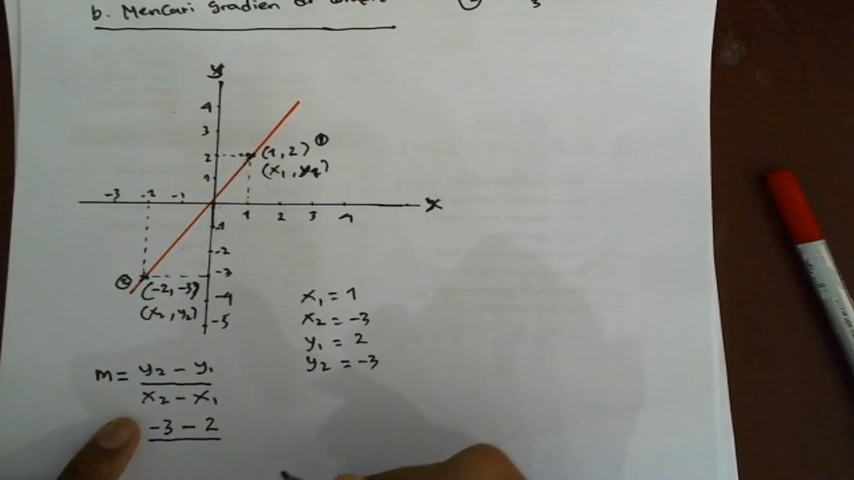 b. Mencari gradien
3
y
4
3
2
1
(1, 2) ①
(x₁, y₁)
-3 -2 -1
1 2 3 4
x
-1
-2
-3
-4
-5
② (-2, -3)
(x₂, y₂)
x₁ = 1
x₂ = -3
y₁ = 2
y₂ = -3
m = y₂ - y₁
x₂ - x₁
-3 - 2